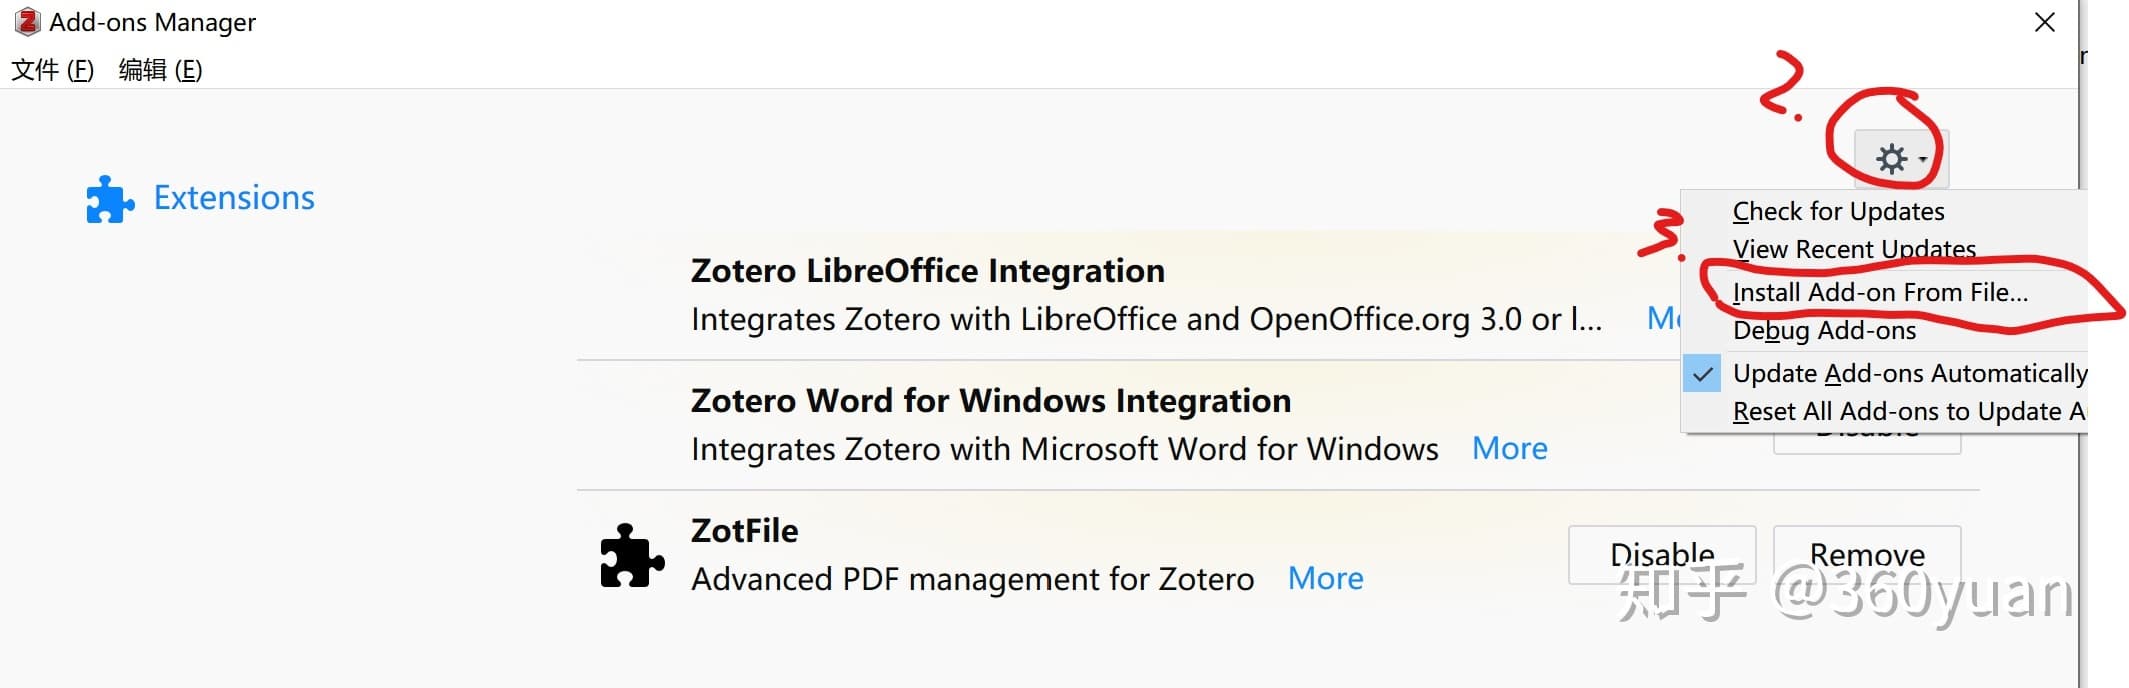 Add-ons Manager
文件 (F) 编辑 (E)
2.
Extensions
Check for Updates
3.
View Recent Updates
Zotero LibreOffice Integration
Install Add-on From File...
Integrates Zotero with LibreOffice and OpenOffice.org 3.0 or l...
Debug Add-ons
Update Add-ons Automatically
Zotero Word for Windows Integration
Reset All Add-ons to Update
Integrates Zotero with Microsoft Word for Windows More
Disable
ZotFile
Disable Remove
Advanced PDF management for Zotero More
知乎 @360yuan